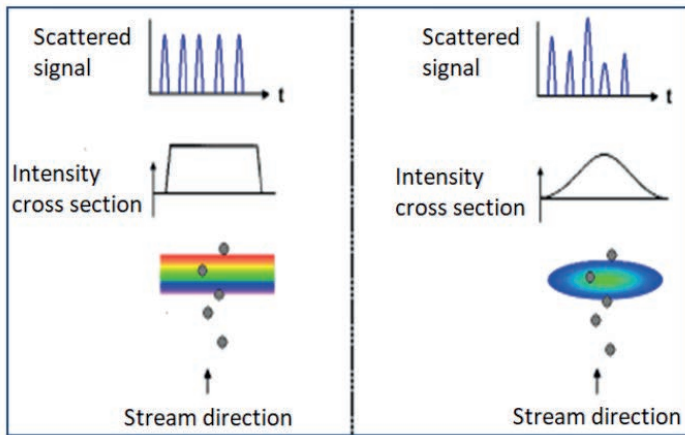 Scattered
signal
t
Intensity
cross section
Stream direction
Scattered
signal
t
Intensity
cross section
Stream direction